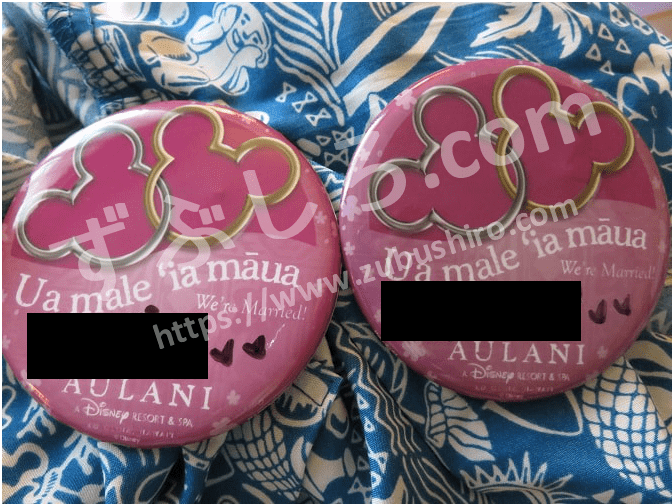 Ua male ʻia māua
We're Married!
AULANI
A Disney RESORT & SPA
© Disney
Ua male ʻia māua
We're Married!
AULANI
A Disney RESORT & SPA
ずぶしろ.com
https://www.zubushiro.com